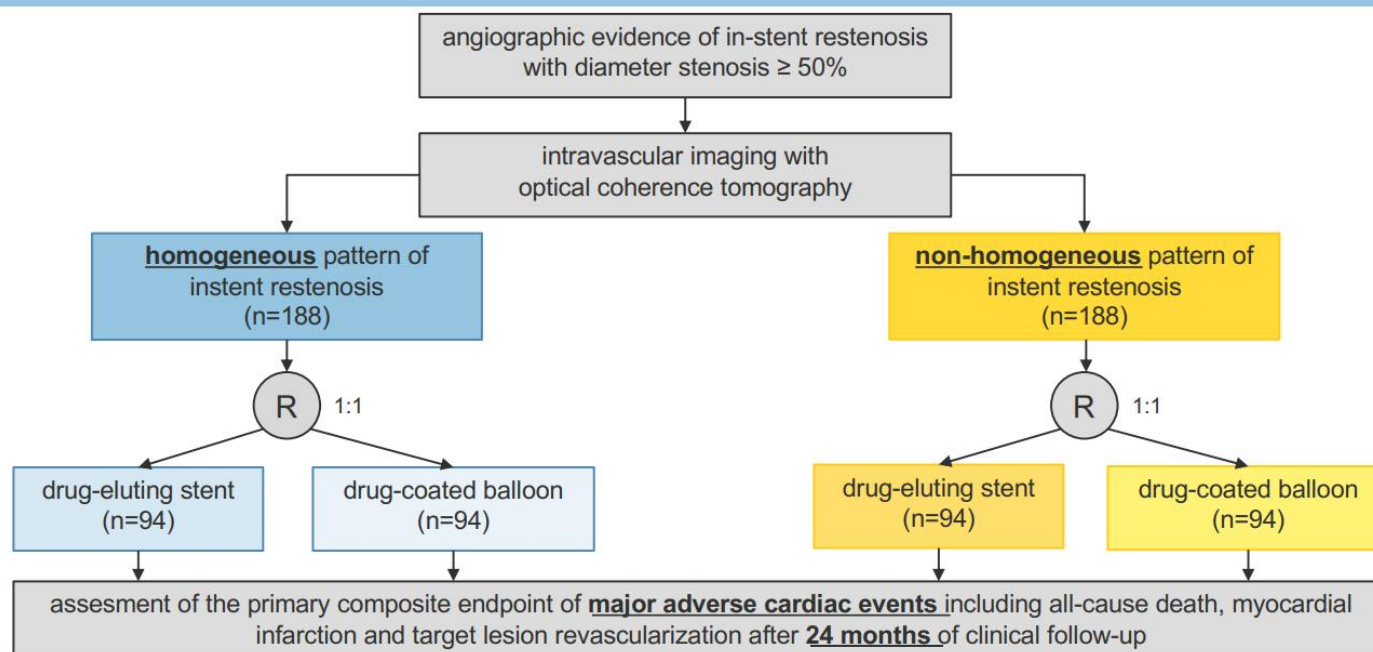 angiographic evidence of in-stent restenosis
with diameter stenosis ≥ 50%
intravascular imaging with
optical coherence tomography
homogeneous pattern of
instent restenosis
(n=188)
non-homogeneous pattern of
instent restenosis
(n=188)
R 1:1
R 1:1
drug-eluting stent
(n=94)
drug-coated balloon
(n=94)
drug-eluting stent
(n=94)
drug-coated balloon
(n=94)
assesment of the primary composite endpoint of major adverse cardiac events including all-cause death, myocardial
infarction and target lesion revascularization after 24 months of clinical follow-up